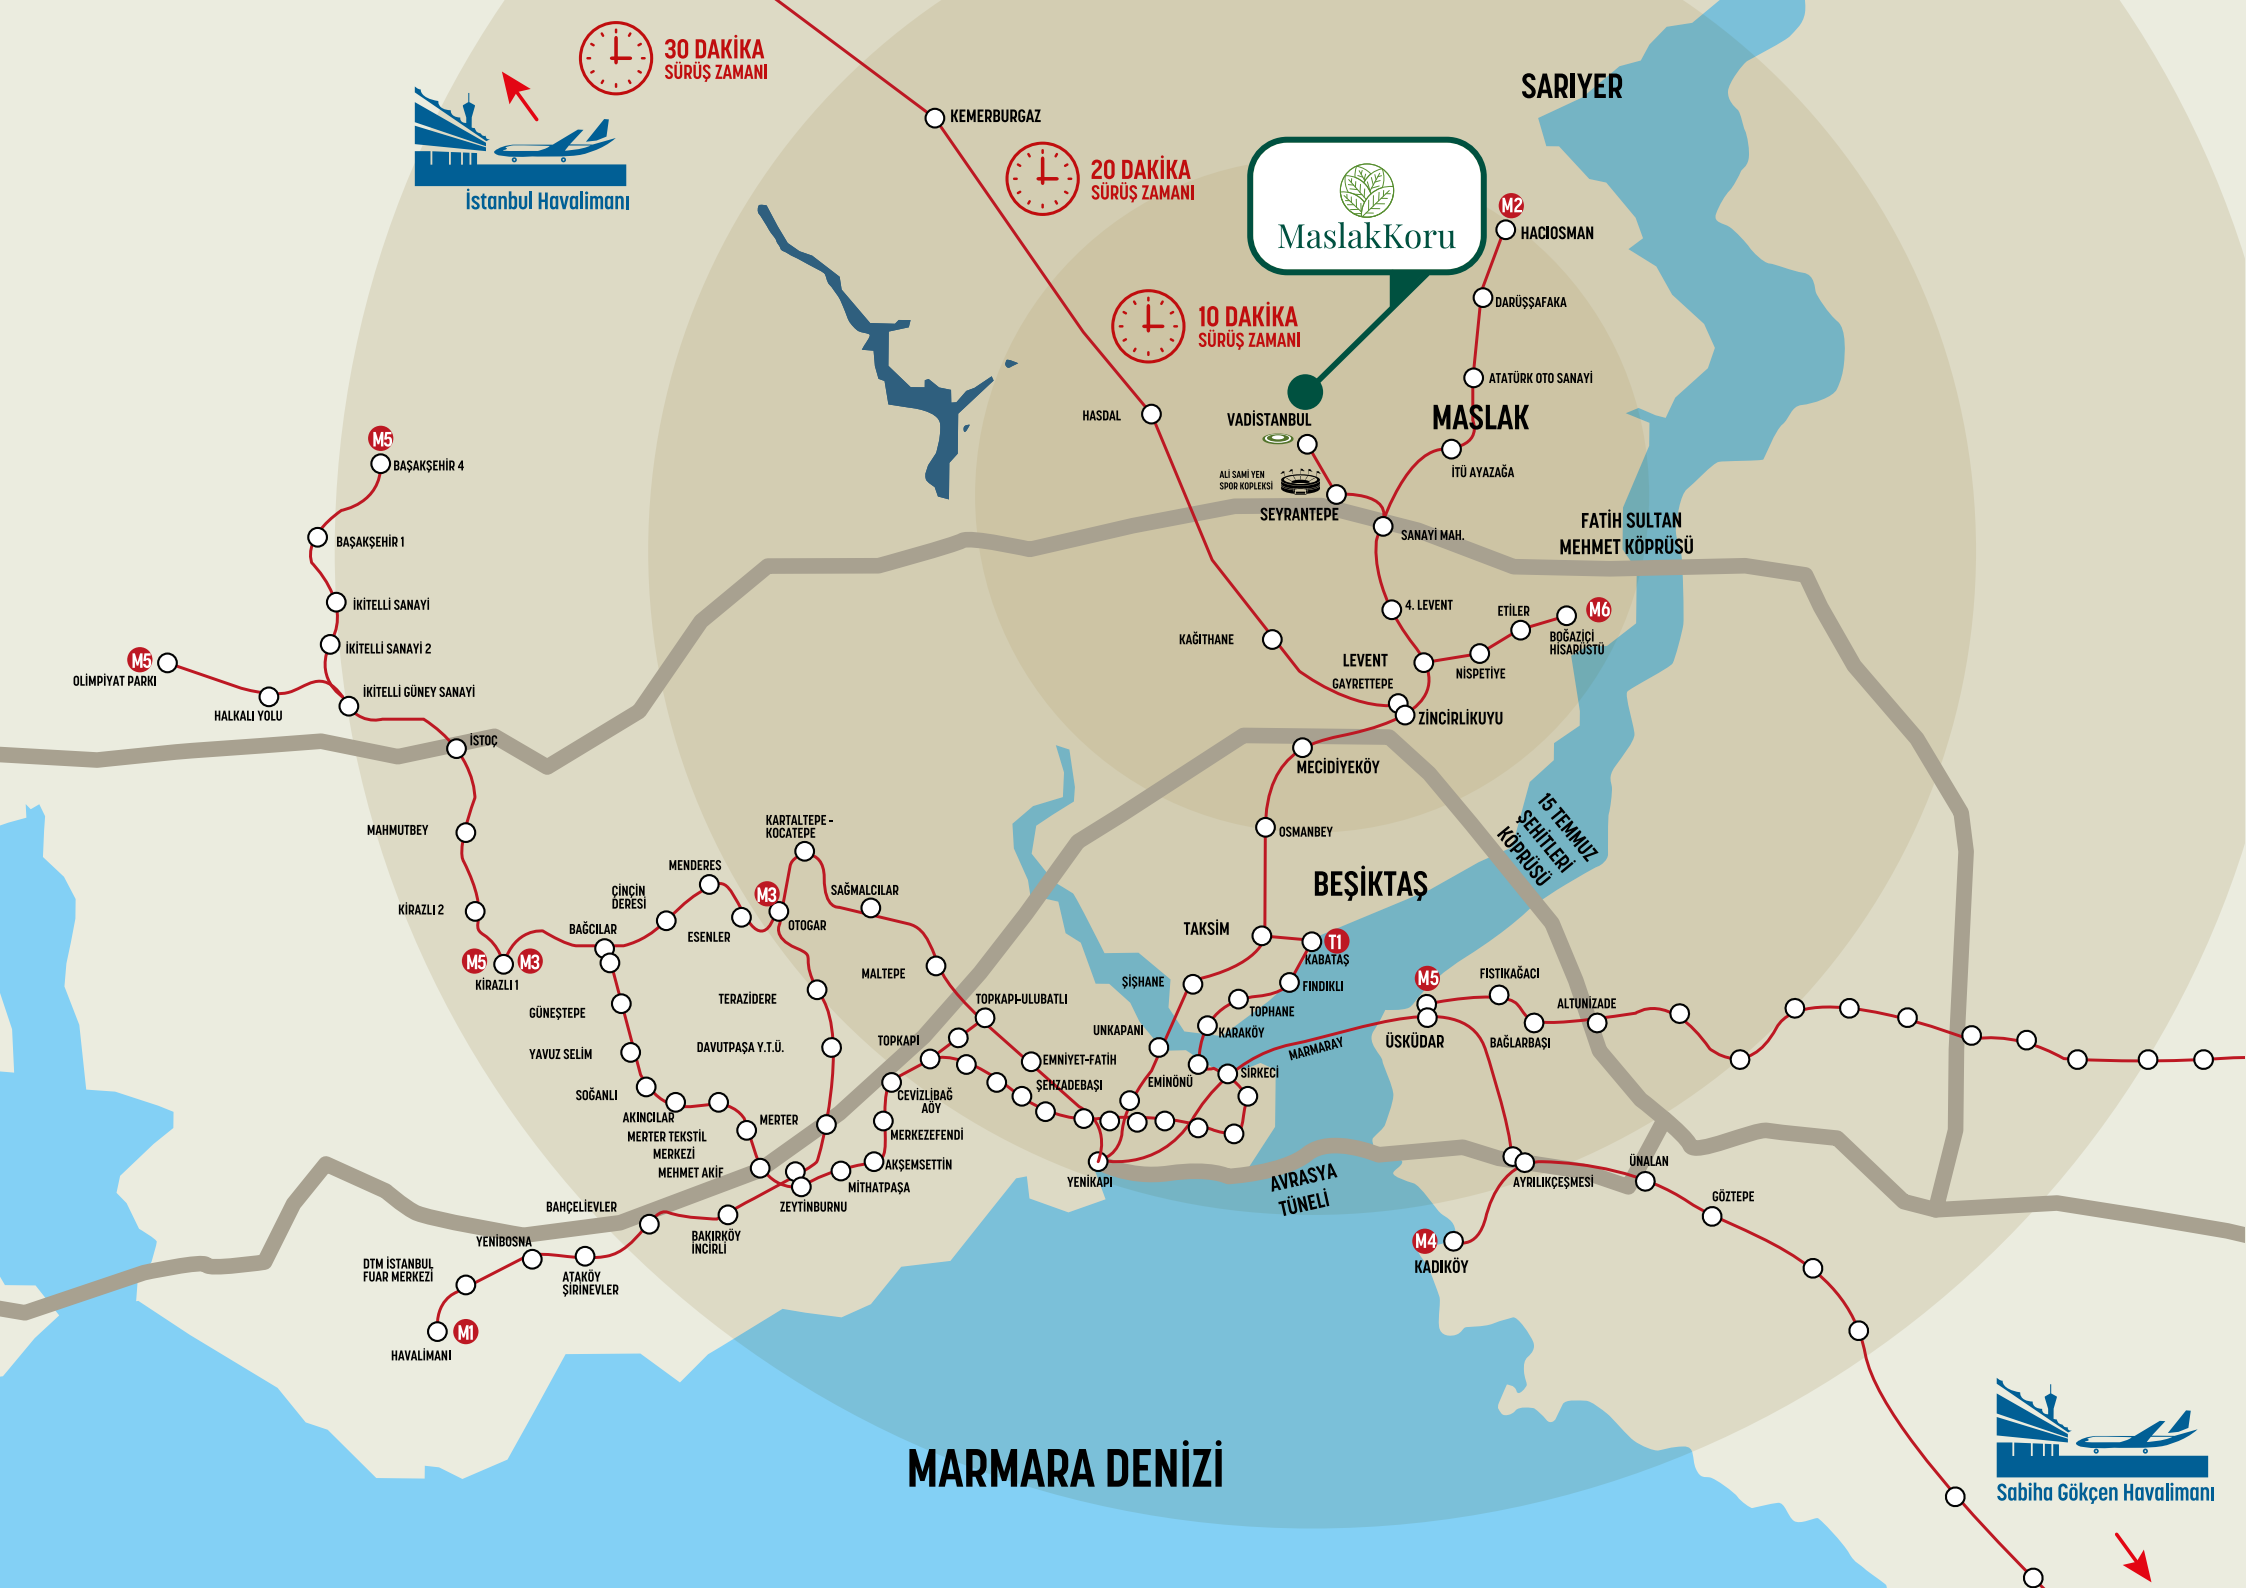 30 DAKİKA
SÜRÜŞ ZAMANI
İstanbul Havalimanı
KEMERBURGAZ
20 DAKİKA
SÜRÜŞ ZAMANI
SARIYER
MaslakKoru
M2
HACIOSMAN
10 DAKİKA
SÜRÜŞ ZAMANI
DARÜŞŞAFAKA
ATATÜRK OTO SANAYİ
HASDAL
VADİSTANBUL
MASLAK
ALİ SAMİ YEN
SPOR KOPLEKSİ
İTÜ AYAZAĞA
SEYRANTEPE
SANAYİ MAH.
FATİH SULTAN
MEHMET KÖPRÜSÜ
M5
BAŞAKŞEHİR 4
BAŞAKŞEHİR 1
İKİTELLİ SANAYİ
İKİTELLİ SANAYİ 2
M5
OLİMPİYAT PARKI
HALKALI YOLU
İKİTELLİ GÜNEY SANAYİ
İSTOÇ
4. LEVENT
ETİLER
M6
BOĞAZİÇİ
HİSARÜSTÜ
KAĞITHANE
LEVENT
NİSPETİYE
GAYRETTEPE
ZİNCİRLİKUYU
MECİDİYEKÖY
MAHMUTBEY
KİRAZLI 2
M5
M3
KİRAZLI 1
KARTALTEPE -
KOCATEPE
MENDERES
ÇİNÇİN
DERESİ
BAĞCILAR
ESENLER
M3
OTOGAR
SAĞMALCILAR
OSMANBEY
15 TEMMUZ
ŞEHİTLERİ
KÖPRÜSÜ
BEŞİKTAŞ
TAKSİM
T1
KABATAŞ
MALTEPE
ŞİŞHANE
FINDIKLI
M5
FISTIKAĞACI
TOPHANE
ALTUNİZADE
GÜNEŞTEPE
TERAZİDERE
TOPKAPI-ULUBATLI
UNKAPANI
KARAKÖY
MARMARAY
ÜSKÜDAR
BAĞLARBAŞI
YAVUZ SELİM
DAVUTPAŞA Y.T.Ü.
TOPKAPI
EMNİYET-FATİH
SİRKECİ
ŞEHZADEBAŞI
EMİNÖNÜ
SOĞANLI
CEVİZLİBAĞ
AÖY
AKINCILAR
MERTER
MERTER TEKSTİL
MERKEZİ
MERKEZEFENDİ
MEHMET AKİF
AKŞEMSETTİN
MİTHATPAŞA
ZEYTİNBURNU
YENİKAPI
AVRASYA
TÜNELİ
AYRILIKÇEŞMESİ
ÜNALAN
GÖZTEPE
BAHÇELİEVLER
BAKIRKÖY
İNCİRLİ
YENİBOSNA
M4
KADIKÖY
DTM İSTANBUL
FUAR MERKEZİ
ATAKÖY
ŞİRİNEVLER
M1
HAVALİMANI
MARMARA DENİZİ
Sabiha Gökçen Havalimanı